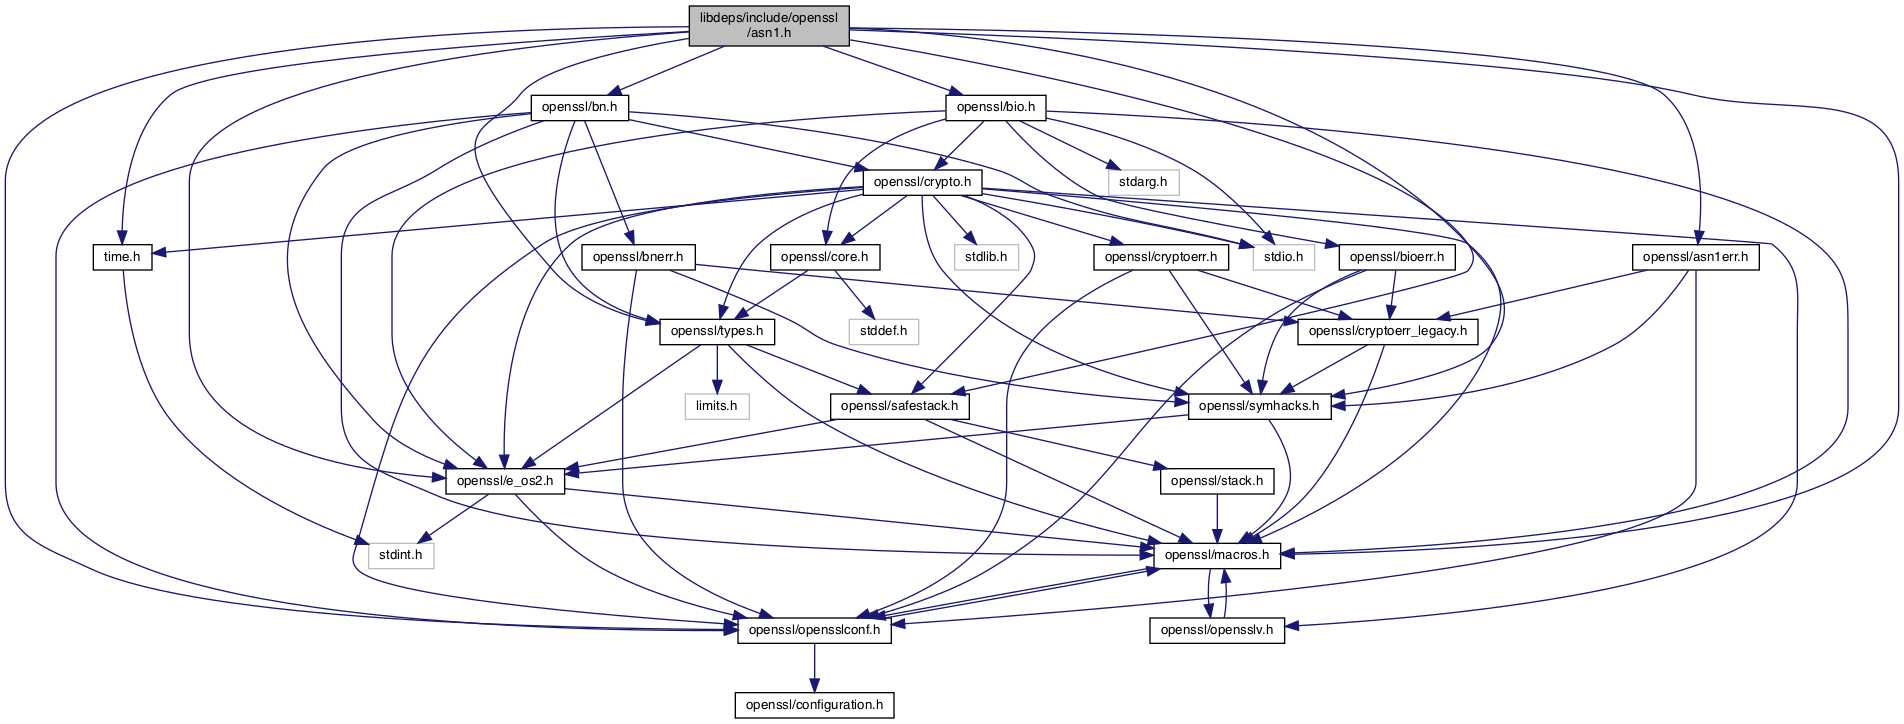 libdeps/include/openssl
/asn1.h
openssl/bn.h
openssl/bio.h
openssl/crypto.h
stdarg.h
time.h
openssl/bnerr.h
openssl/core.h
stdlib.h
openssl/cryptoerr.h
stdio.h
openssl/bioerr.h
openssl/asn1err.h
openssl/types.h
stddef.h
openssl/cryptoerr_legacy.h
limits.h
openssl/safestack.h
openssl/symhacks.h
openssl/e_os2.h
openssl/stack.h
stdint.h
openssl/macros.h
openssl/opensslconf.h
openssl/opensslv.h
openssl/configuration.h